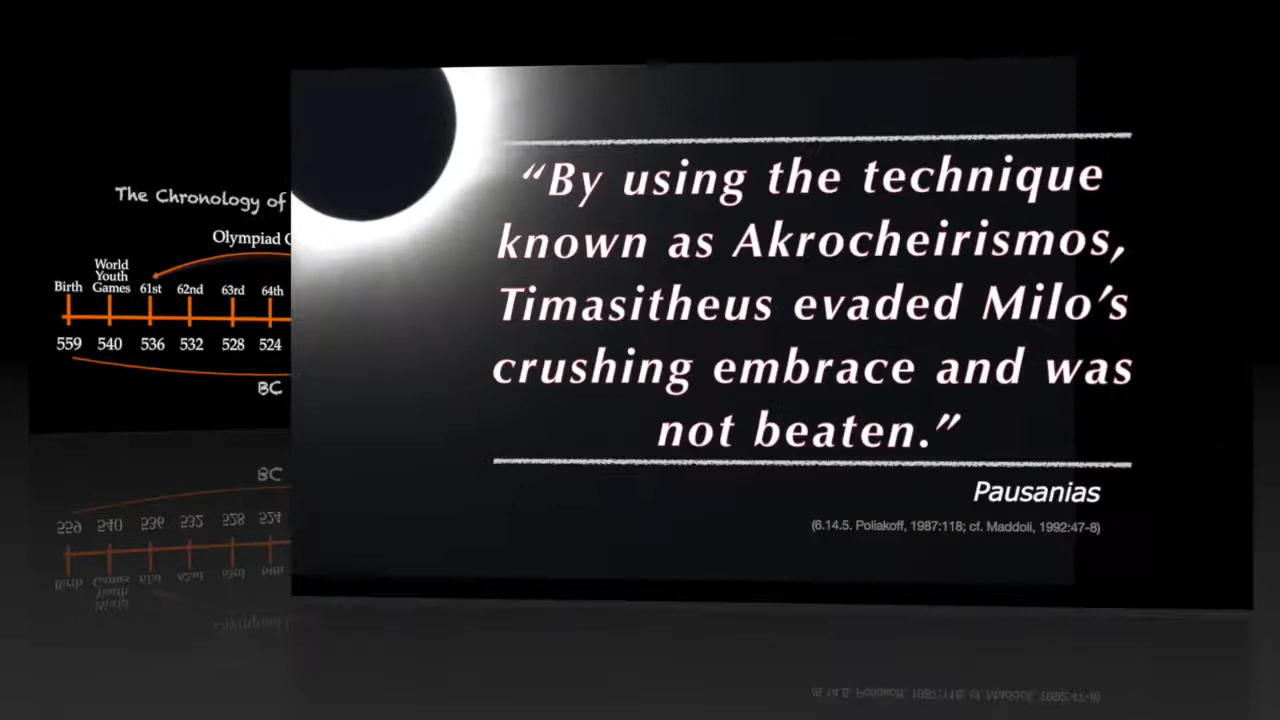 The Chronology of
Olympiad
World
Youth
Games
Birth
61st
62nd
63rd
64th
559
540
536
532
528
524
BC
“By using the technique
known as Akrocheirismos,
Timasitheus evaded Milo’s
crushing embrace and was
not beaten.”
Pausanias
(6.14.5. Poliakoff, 1987:118; cf. Maddoli, 1992:47-8)